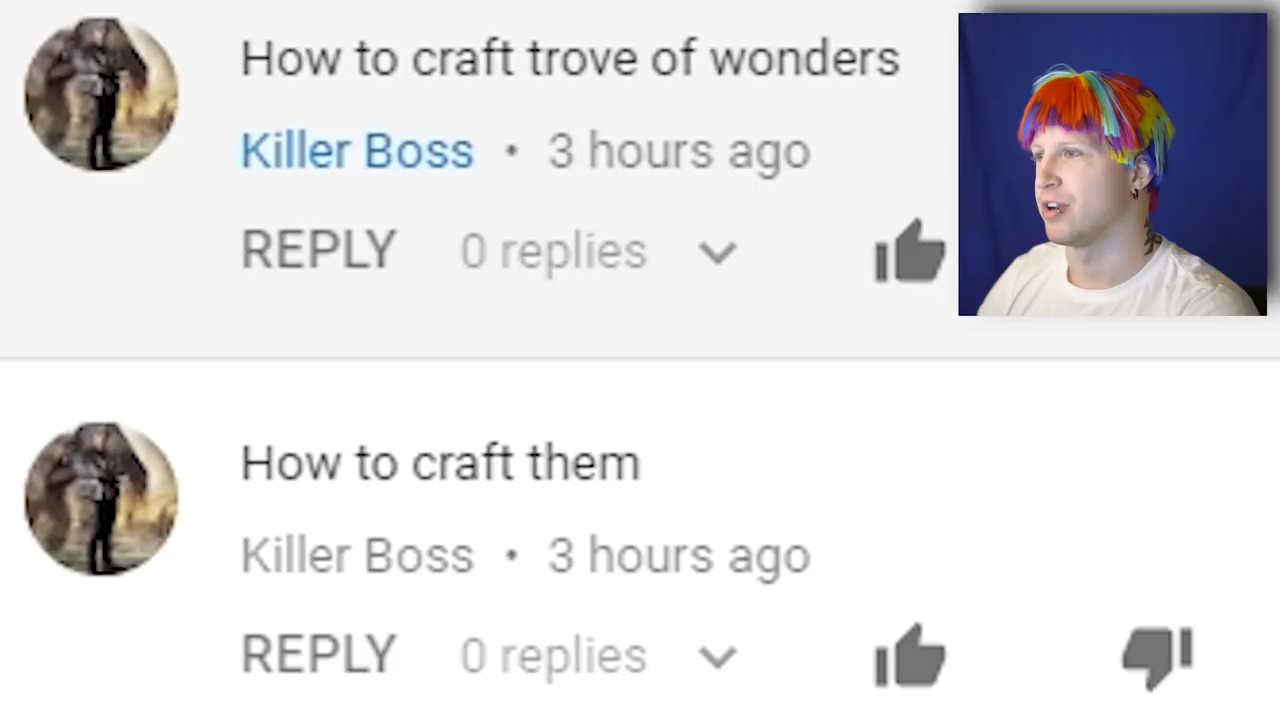 How to craft trove of wonders
Killer Boss • 3 hours ago
REPLY 0 replies
How to craft them
Killer Boss • 3 hours ago
REPLY 0 replies